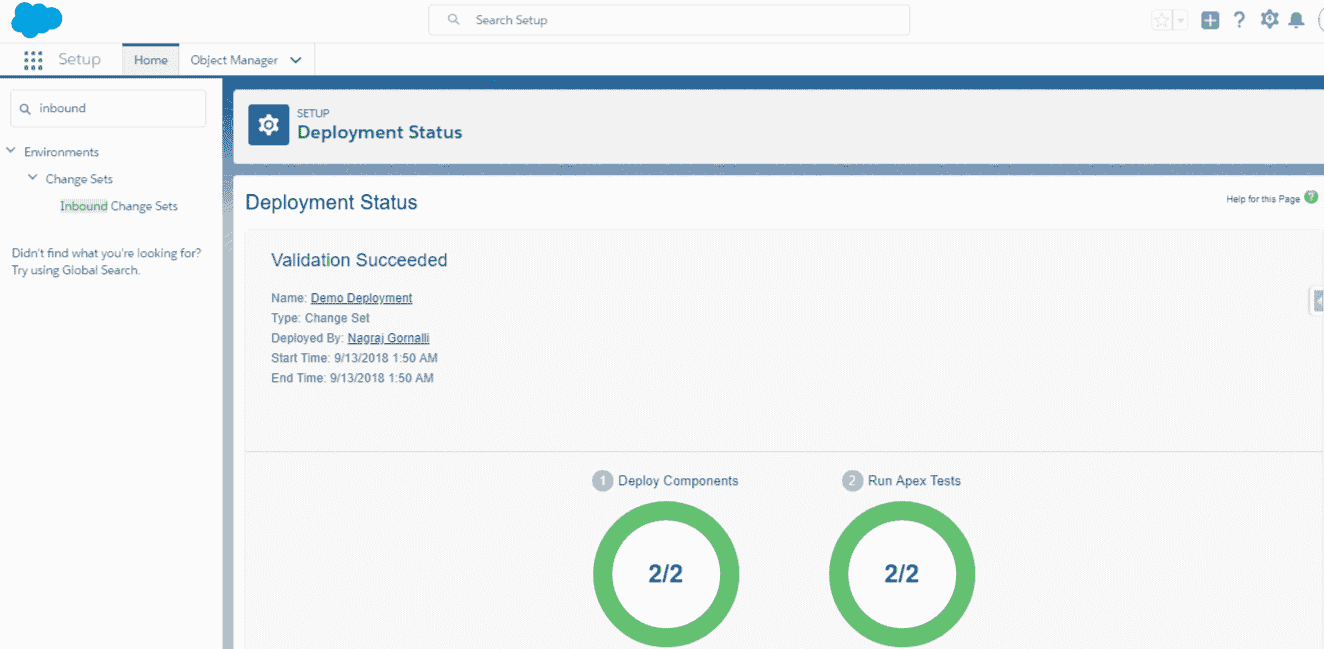 Search Setup
Setup
Home
Object Manager
inbound
Environments
Change Sets
Inbound Change Sets
Didn't find what you're looking for?
Try using Global Search.
SETUP
Deployment Status
Deployment Status
Help for this Page
Validation Succeeded
Name: Demo Deployment
Type: Change Set
Deployed By: Nagraj Gornalli
Start Time: 9/13/2018 1:50 AM
End Time: 9/13/2018 1:50 AM
1 Deploy Components
2 Run Apex Tests
2/2
2/2